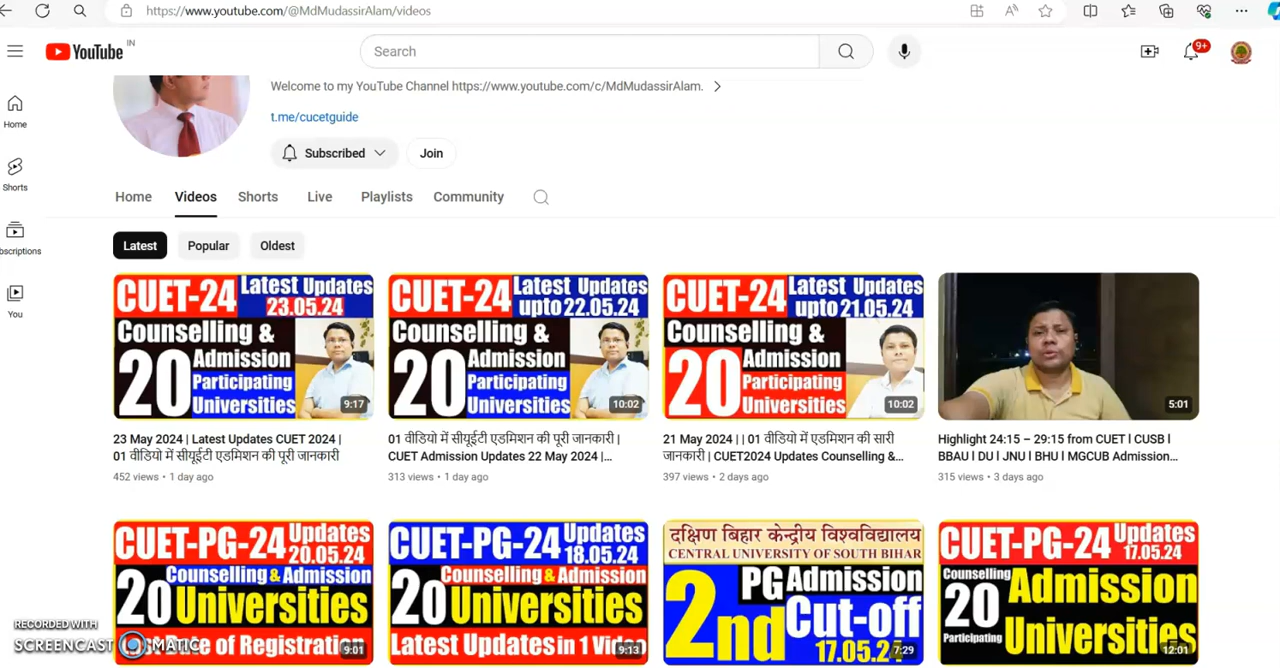 https://www.youtube.com/@MdMudassirAlam/videos
YouTube IN
Search
9+
Welcome to my YouTube Channel https://www.youtube.com/c/MdMudassirAlam.
t.me/cucetguide
Subscribed
Join
Home
Shorts
bscriptions
You
Home Videos Shorts Live Playlists Community
Latest Popular Oldest
CUET-24 Latest Updates
23.05.24
Counselling &
20 Admission
Participating
Universities
9:17
23 May 2024 | Latest Updates CUET 2024 |
01 वीडियो में सीयूईटी एडमिशन की पूरी जानकारी
452 views • 1 day ago
CUET-24 Latest Updates
upto 22.05.24
Counselling &
20 Admission
Participating
Universities
10:02
01 वीडियो में सीयूईटी एडमिशन की पूरी जानकारी |
CUET Admission Updates 22 May 2024 |...
313 views • 1 day ago
CUET-24 Latest Updates
upto 21.05.24
Counselling &
20 Admission
Participating
Universities
10:02
21 May 2024 | | 01 वीडियो में एडमिशन की सारी
जानकारी | CUET2024 Updates Counselling &...
397 views • 2 days ago
5:01
Highlight 24:15 – 29:15 from CUET l CUSB l
BBAU l DU l JNU l BHU l MGCUB Admission...
315 views • 3 days ago
CUET-PG-24 Updates
20.05.24
Counselling & Admission
20 Universities
of Registration
9:01
CUET-PG-24 Updates
18.05.24
Counselling & Admission
20 Universities
Latest Updates in 1 Video
9:13
दक्षिण बिहार केन्द्रीय विश्वविद्यालय
CENTRAL UNIVERSITY OF SOUTH BIHAR
2nd PG Admission
Cut-off
17.05.24
7:29
CUET-PG-24 Updates
17.05.24
Counselling Admission
20
Participating Universities
12:01
RECORDED WITH
SCREENCAST MATIC